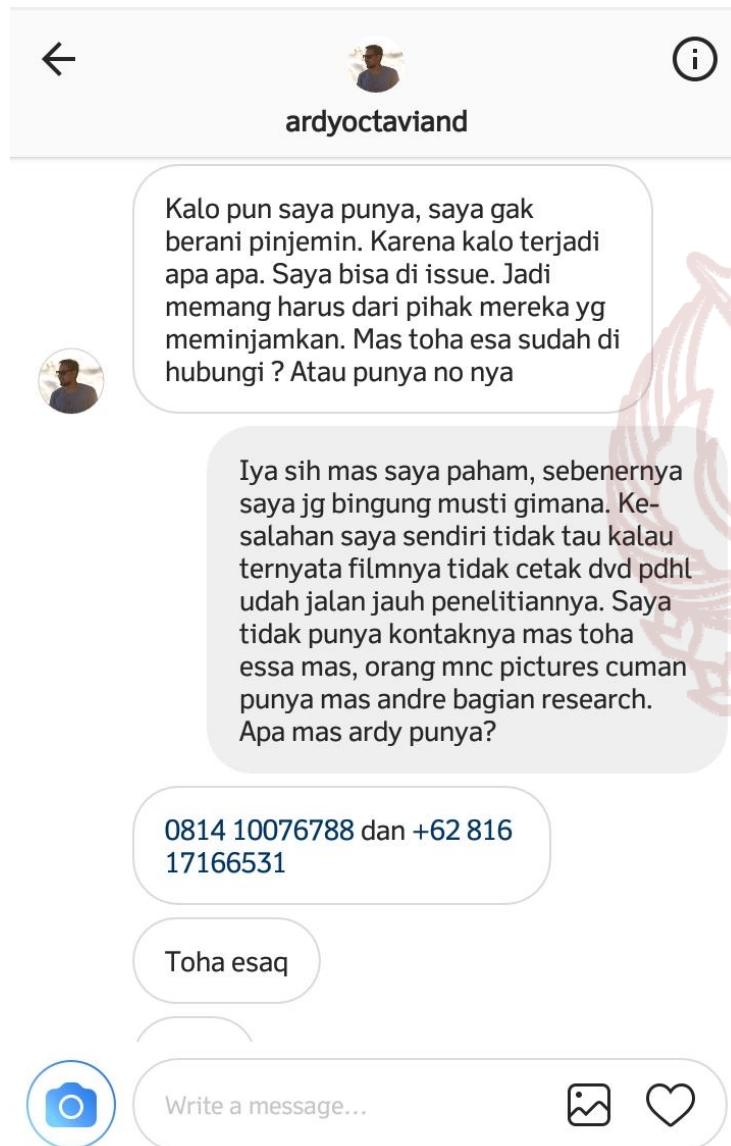 ardyoctaviand
Kalo pun saya punya, saya gak
berani pinjemin. Karena kalo terjadi
apa apa. Saya bisa di issue. Jadi
memang harus dari pihak mereka yg
meminjamkan. Mas toha esa sudah di
hubungi ? Atau punya no nya
Iya sih mas saya paham, sebenernya
saya jg bingung musti gimana. Ke-
salahan saya sendiri tidak tau kalau
ternyata filmnya tidak cetak dvd pdhl
udah jalan jauh penelitiannya. Saya
tidak punya kontaknya mas toha
essa mas, orang mnc pictures cuman
punya mas andre bagian research.
Apa mas ardy punya?
0814 10076788 dan +62 816
17166531
Toha esaq
Write a message...